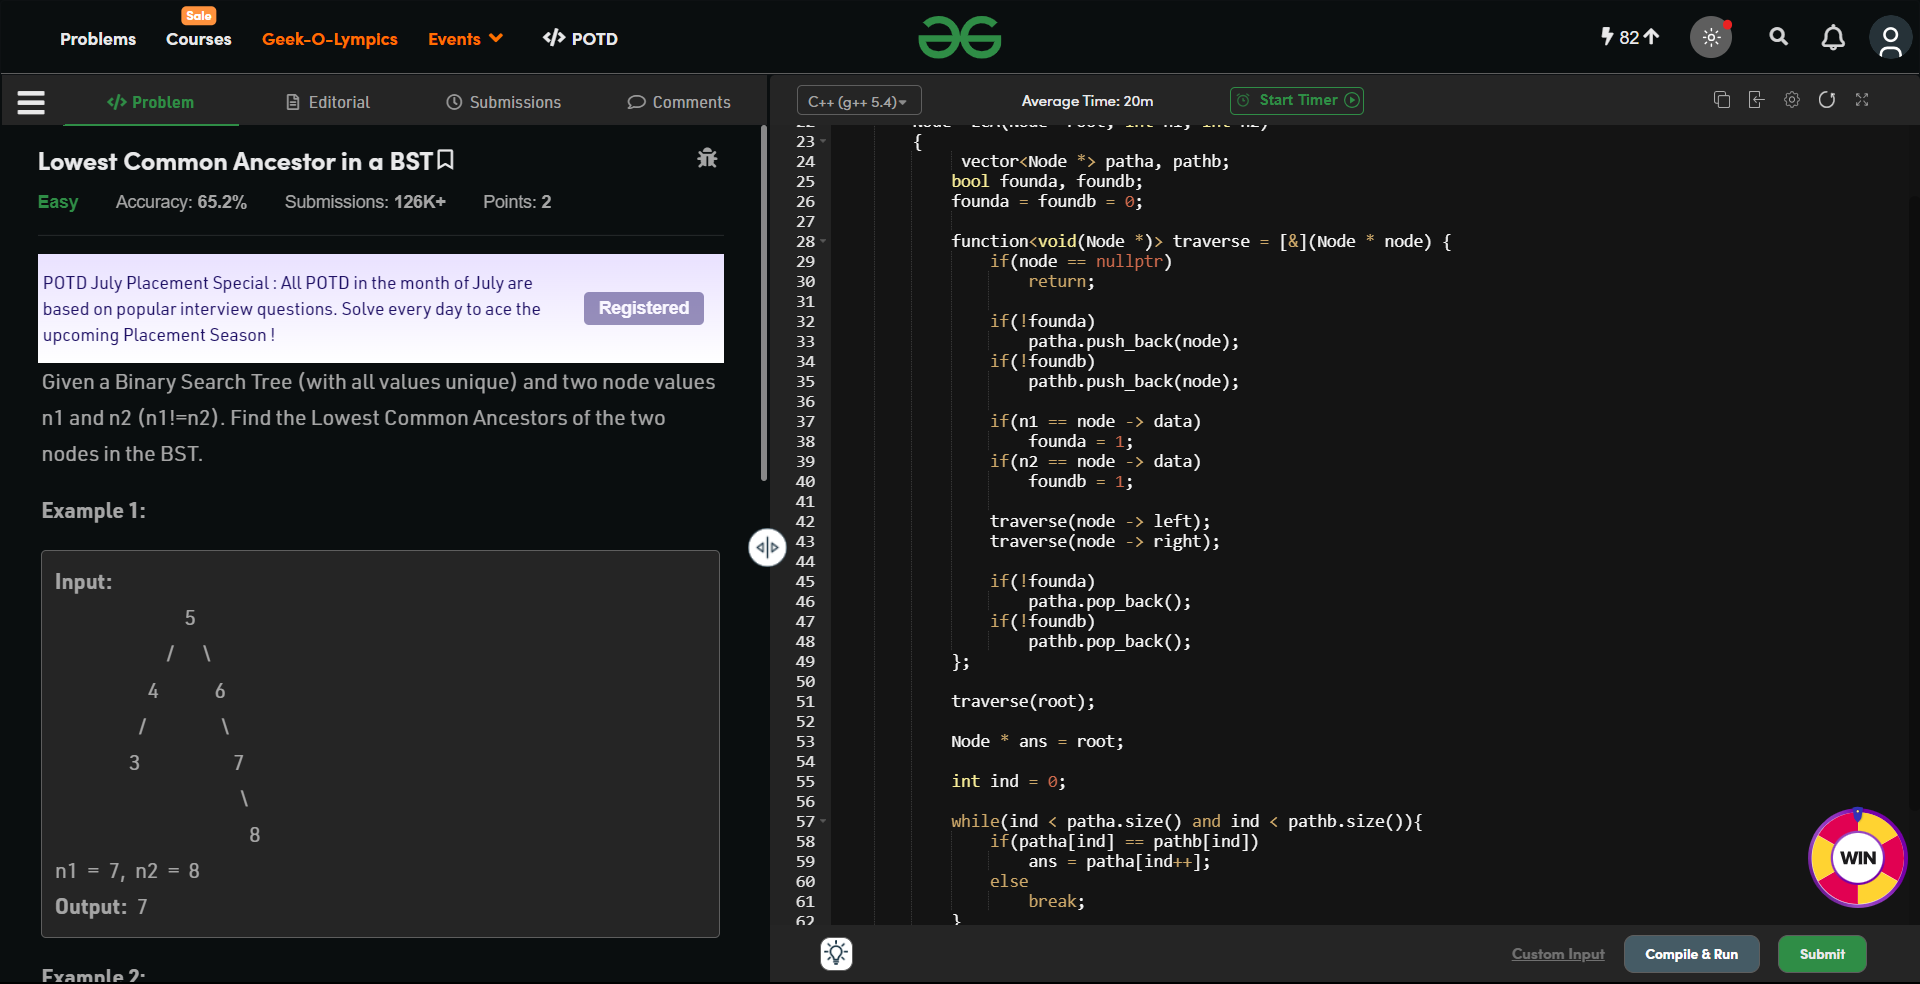 Sale
Problems Courses Geek-O-Lympics Events </> POTD
82
Problem Editorial Submissions Comments
Lowest Common Ancestor in a BST
Easy Accuracy: 65.2% Submissions: 126K+ Points: 2
POTD July Placement Special : All POTD in the month of July are
based on popular interview questions. Solve every day to ace the
upcoming Placement Season !
Registered
Given a Binary Search Tree (with all values unique) and two node values
n1 and n2 (n1!=n2). Find the Lowest Common Ancestors of the two
nodes in the BST.
Example 1:
Input:
5
/ \
4 6
/ \
3 7
\
8
n1 = 7, n2 = 8
Output: 7
Example 2:
C++ (g++ 5.4) Average Time: 20m Start Timer
22 Node* LCA(Node *root, int n1, int n2)
23 {
24 vector<Node *> patha, pathb;
25 bool founda, foundb;
26 founda = foundb = 0;
27
28 function<void(Node *)> traverse = [&](Node * node) {
29 if(node == nullptr)
30 return;
31
32 if(!founda)
33 patha.push_back(node);
34 if(!foundb)
35 pathb.push_back(node);
36
37 if(n1 == node -> data)
38 founda = 1;
39 if(n2 == node -> data)
40 foundb = 1;
41
42 traverse(node -> left);
43 traverse(node -> right);
44
45 if(!founda)
46 patha.pop_back();
47 if(!foundb)
48 pathb.pop_back();
49 };
50
51 traverse(root);
52
53 Node * ans = root;
54
55 int ind = 0;
56
57 while(ind < patha.size() and ind < pathb.size()){
58 if(patha[ind] == pathb[ind])
59 ans = patha[ind++];
60 else
61 break;
62 }
WIN
Custom Input Compile & Run Submit